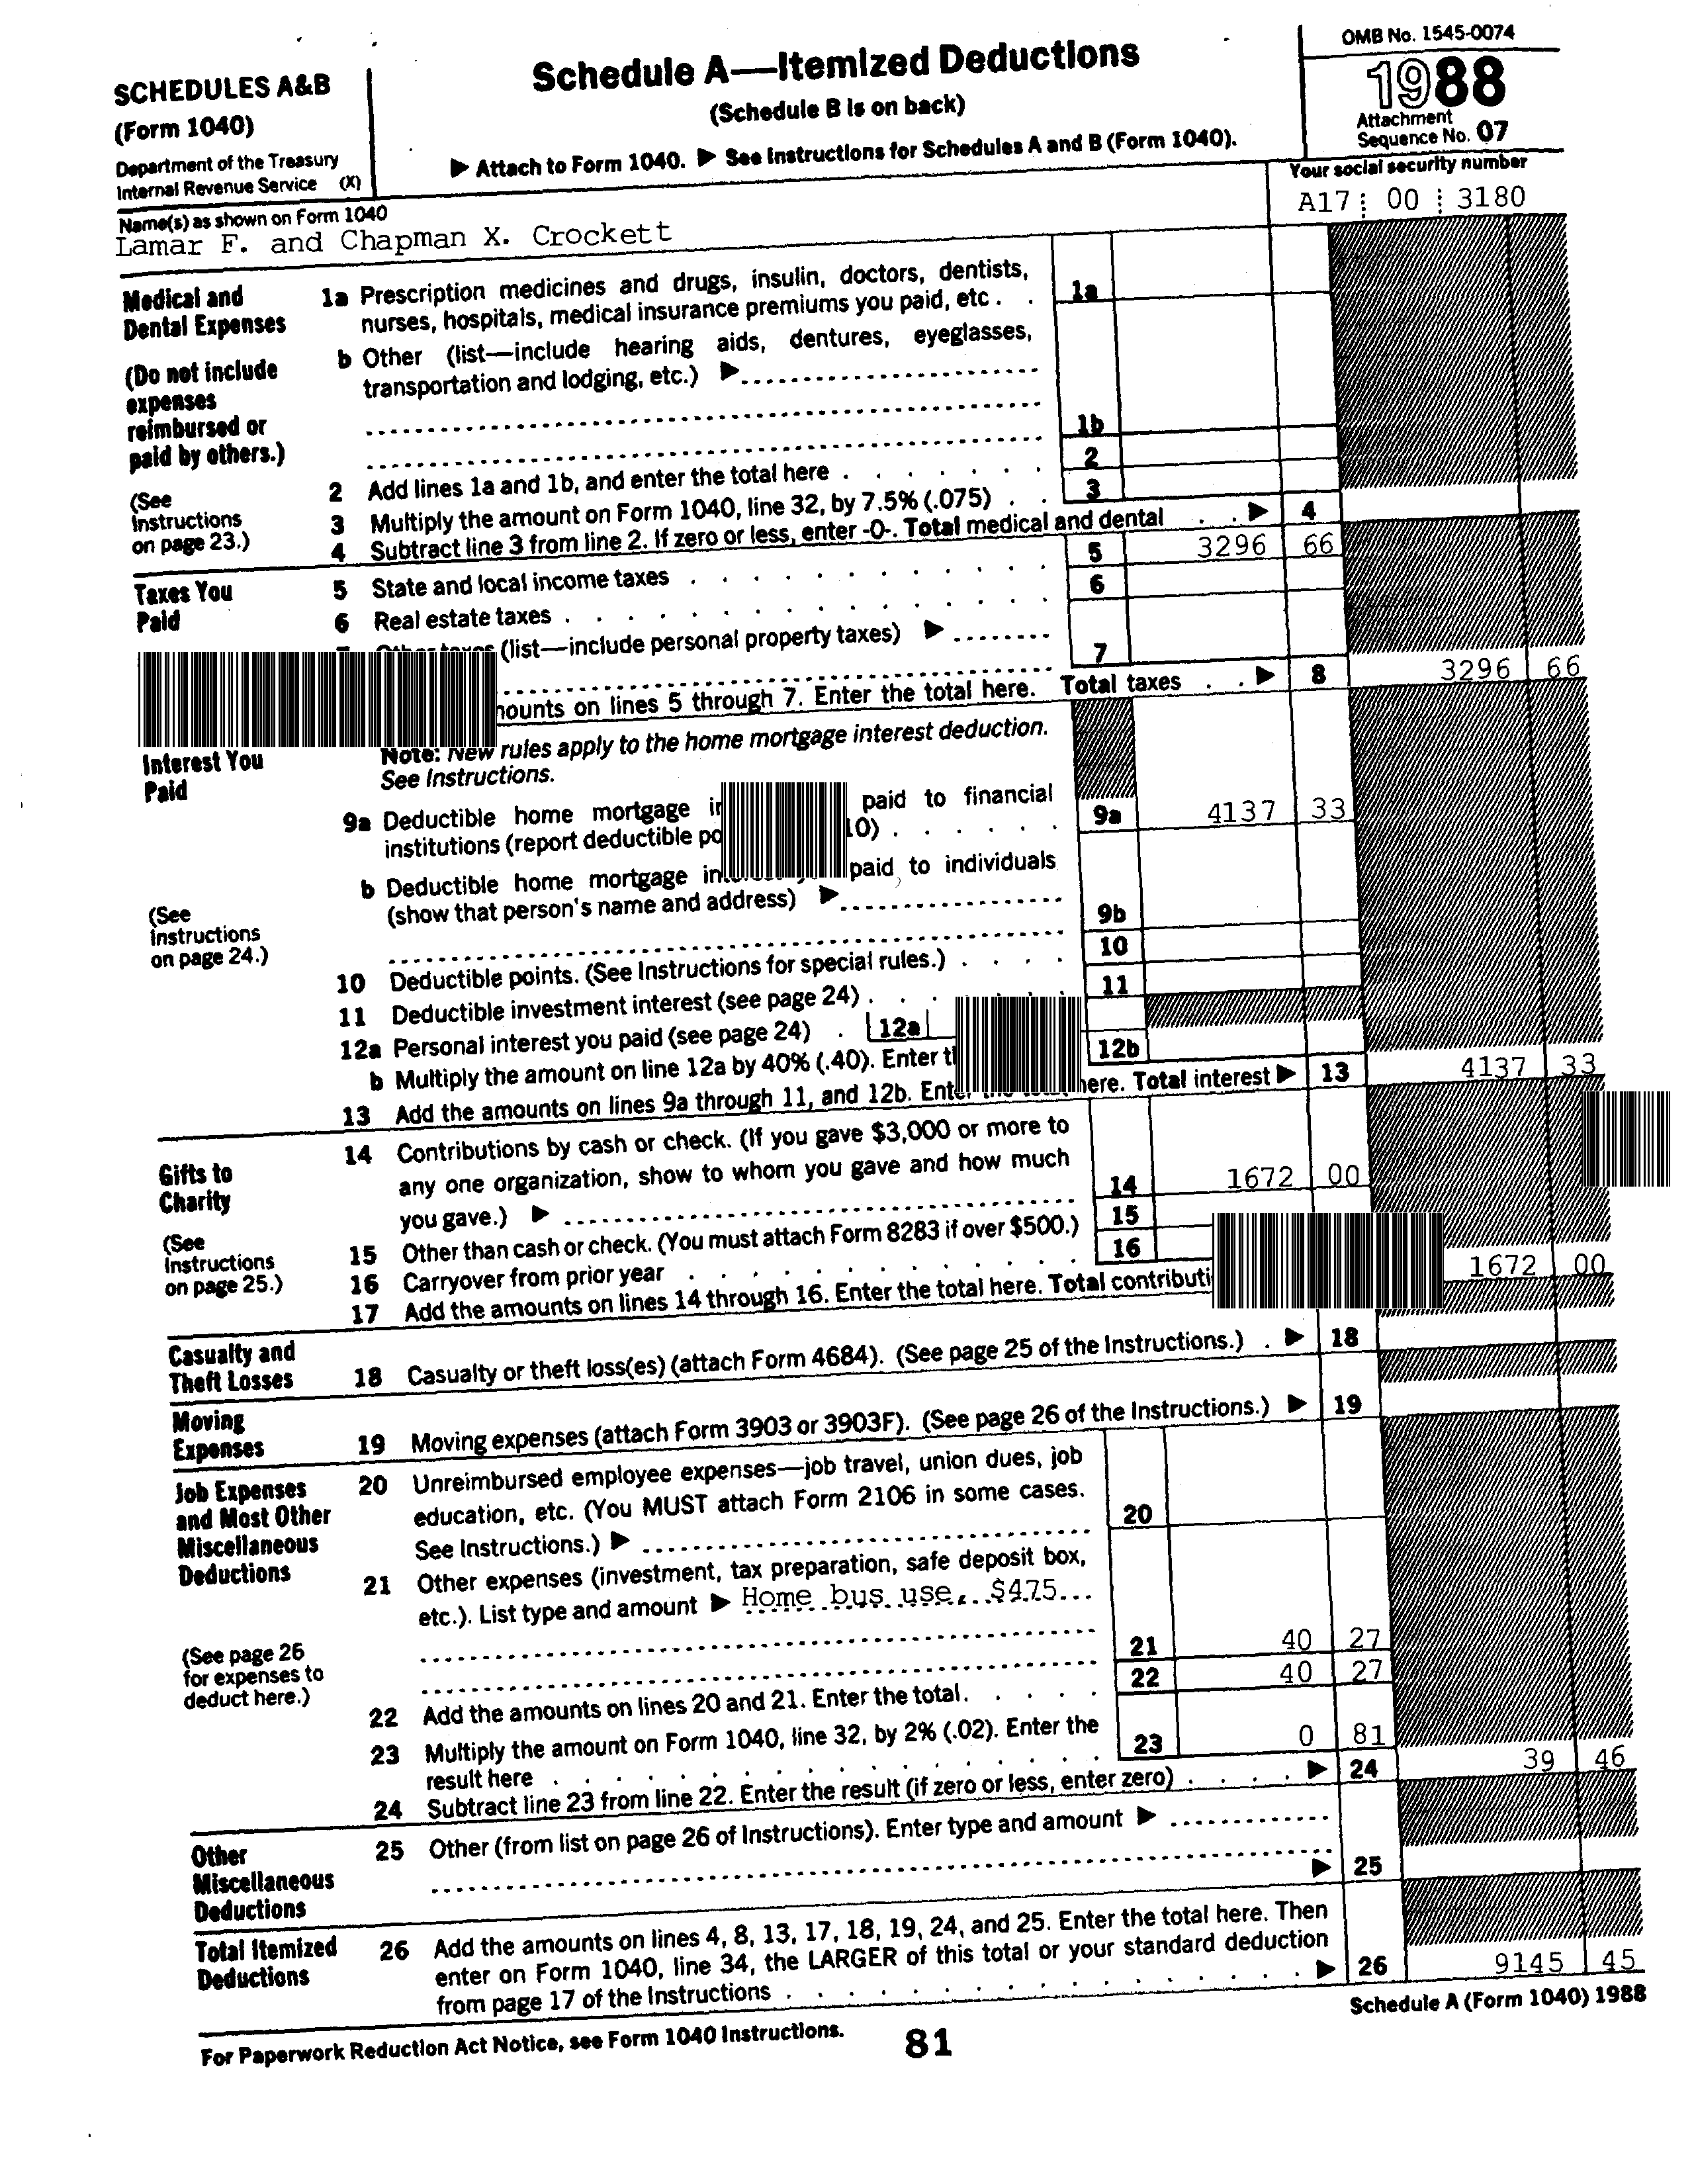 SCHEDULES A&B
(Form 1040)
Department of the Treasury
Internal Revenue Service (X)
Schedule A—Itemized Deductions
(Schedule B is on back)
▶ Attach to Form 1040. ▶ See Instructions for Schedules A and B (Form 1040).
OMB No. 1545-0074
1988
Attachment
Sequence No. 07
Name(s) as shown on Form 1040
Lamar F. and Chapman X. Crockett
Your social security number
A17 00 3180
Medical and
Dental Expenses
(Do not include
expenses
reimbursed or
paid by others.)
(See
Instructions
on page 23.)
1a Prescription medicines and drugs, insulin, doctors, dentists,
nurses, hospitals, medical insurance premiums you paid, etc . . 1a
b Other (list—include hearing aids, dentures, eyeglasses,
transportation and lodging, etc.) ▶
1b
2 Add lines 1a and 1b, and enter the total here . . . . . . . 2
3 Multiply the amount on Form 1040, line 32, by 7.5% (.075) . . 3
4 Subtract line 3 from line 2. If zero or less, enter -0-. Total medical and dental . . ▶ 4
Taxes You
Paid
5 State and local income taxes . . . . . . . . . . . . 5 3296 66
6 Real estate taxes . . . . . . . . . . . . . . . 6
(list—include personal property taxes) ▶
7
on lines 5 through 7. Enter the total here. Total taxes . . ▶ 8 3296 66
Interest You
Paid
(See
Instructions
on page 24.)
Note: New rules apply to the home mortgage interest deduction.
See Instructions.
9a Deductible home mortgage paid to financial
institutions (report deductible . . . . . . 9a 4137 33
b Deductible home mortgage paid to individuals
(show that person's name and address) ▶
9b
10 Deductible points. (See Instructions for special rules.) . . . . 10
11 Deductible investment interest (see page 24) . . . 11
12a Personal interest you paid (see page 24) . 12a
b Multiply the amount on line 12a by 40% (.40). Enter 12b
13 Add the amounts on lines 9a through 11, and 12b. here. Total interest ▶ 13 4137 33
Gifts to
Charity
(See
Instructions
on page 25.)
14 Contributions by cash or check. (If you gave $3,000 or more to
any one organization, show to whom you gave and how much
you gave.) ▶ 14 1672 00
15 Other than cash or check. (You must attach Form 8283 if over $500.) 15
16 Carryover from prior year . . . . . . . . . . . . 16
17 Add the amounts on lines 14 through 16. Enter the total here. Total 1672 00
Casualty and
Theft Losses
18 Casualty or theft loss(es) (attach Form 4684). (See page 25 of the Instructions.) . ▶ 18
Moving
Expenses
19 Moving expenses (attach Form 3903 or 3903F). (See page 26 of the Instructions.) ▶ 19
Job Expenses
and Most Other
Miscellaneous
Deductions
(See page 26
for expenses to
deduct here.)
20 Unreimbursed employee expenses—job travel, union dues, job
education, etc. (You MUST attach Form 2106 in some cases.
See Instructions.) ▶ 20
21 Other expenses (investment, tax preparation, safe deposit box,
etc.). List type and amount ▶ Home bus use, $475
21 40 27
22 Add the amounts on lines 20 and 21. Enter the total. . . . . 22 40 27
23 Multiply the amount on Form 1040, line 32, by 2% (.02). Enter the
result here . . . . . . . . . . . . . . . . 23 0 81
24 Subtract line 23 from line 22. Enter the result (if zero or less, enter zero) . . . . ▶ 24 39 46
Other
Miscellaneous
Deductions
25 Other (from list on page 26 of Instructions). Enter type and amount ▶
▶ 25
Total Itemized
Deductions
26 Add the amounts on lines 4, 8, 13, 17, 18, 19, 24, and 25. Enter the total here. Then
enter on Form 1040, line 34, the LARGER of this total or your standard deduction
from page 17 of the Instructions . . . . . . . . . . . . . . . ▶ 26 9145 45
For Paperwork Reduction Act Notice, see Form 1040 Instructions.
81
Schedule A (Form 1040) 1988